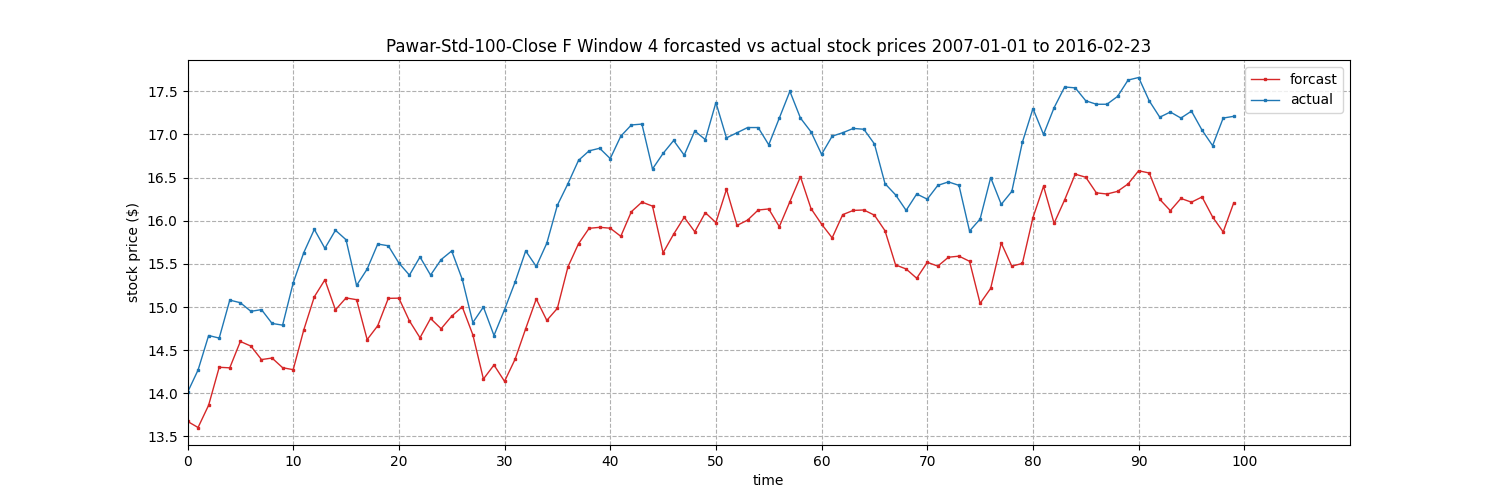 Pawar-Std-100-Close F Window 4 forcasted vs actual stock prices 2007-01-01 to 2016-02-23
forcast
actual
17.5
17.0
16.5
16.0
15.5
15.0
14.5
14.0
13.5
stock price ($)
0 10 20 30 40 50 60 70 80 90 100
time